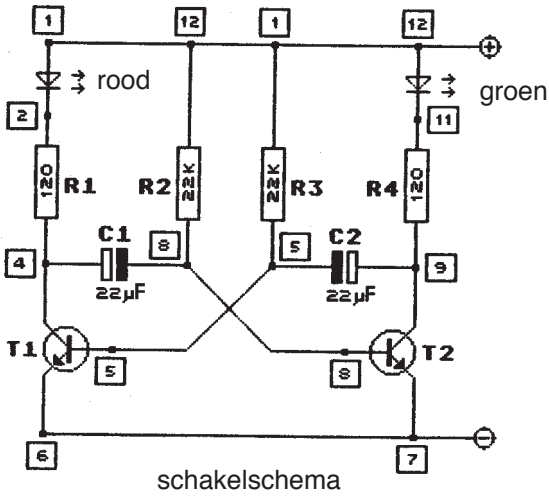 1 12 1 12
+
rood
groen
2
11
120 R1 R2 22K 22K R3 R4 120
C1 8 5 C2
4 9
22µF 22µF
T1 T2
5 8
6 7
−
schakelschema